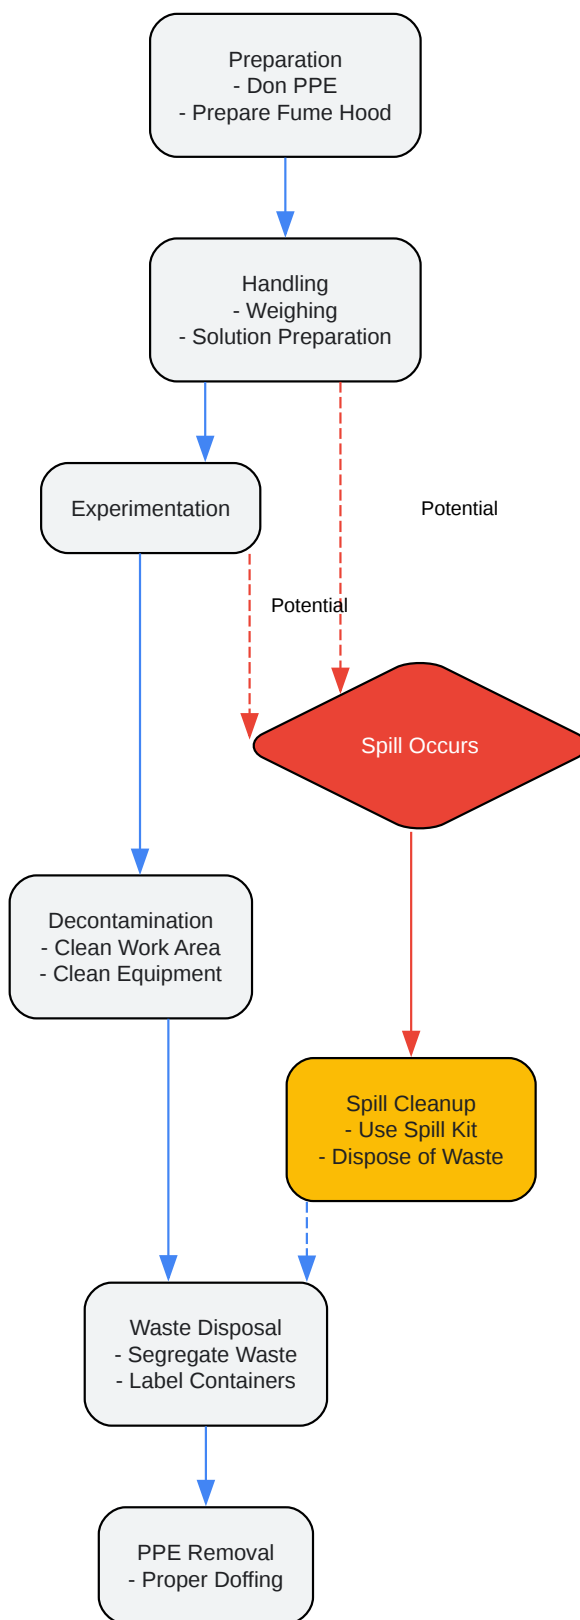 Preparation
- Don PPE
- Prepare Fume Hood
Handling
- Weighing
- Solution Preparation
Experimentation
Potential
Potential
Spill Occurs
Decontamination
- Clean Work Area
- Clean Equipment
Spill Cleanup
- Use Spill Kit
- Dispose of Waste
Waste Disposal
- Segregate Waste
- Label Containers
PPE Removal
- Proper Doffing